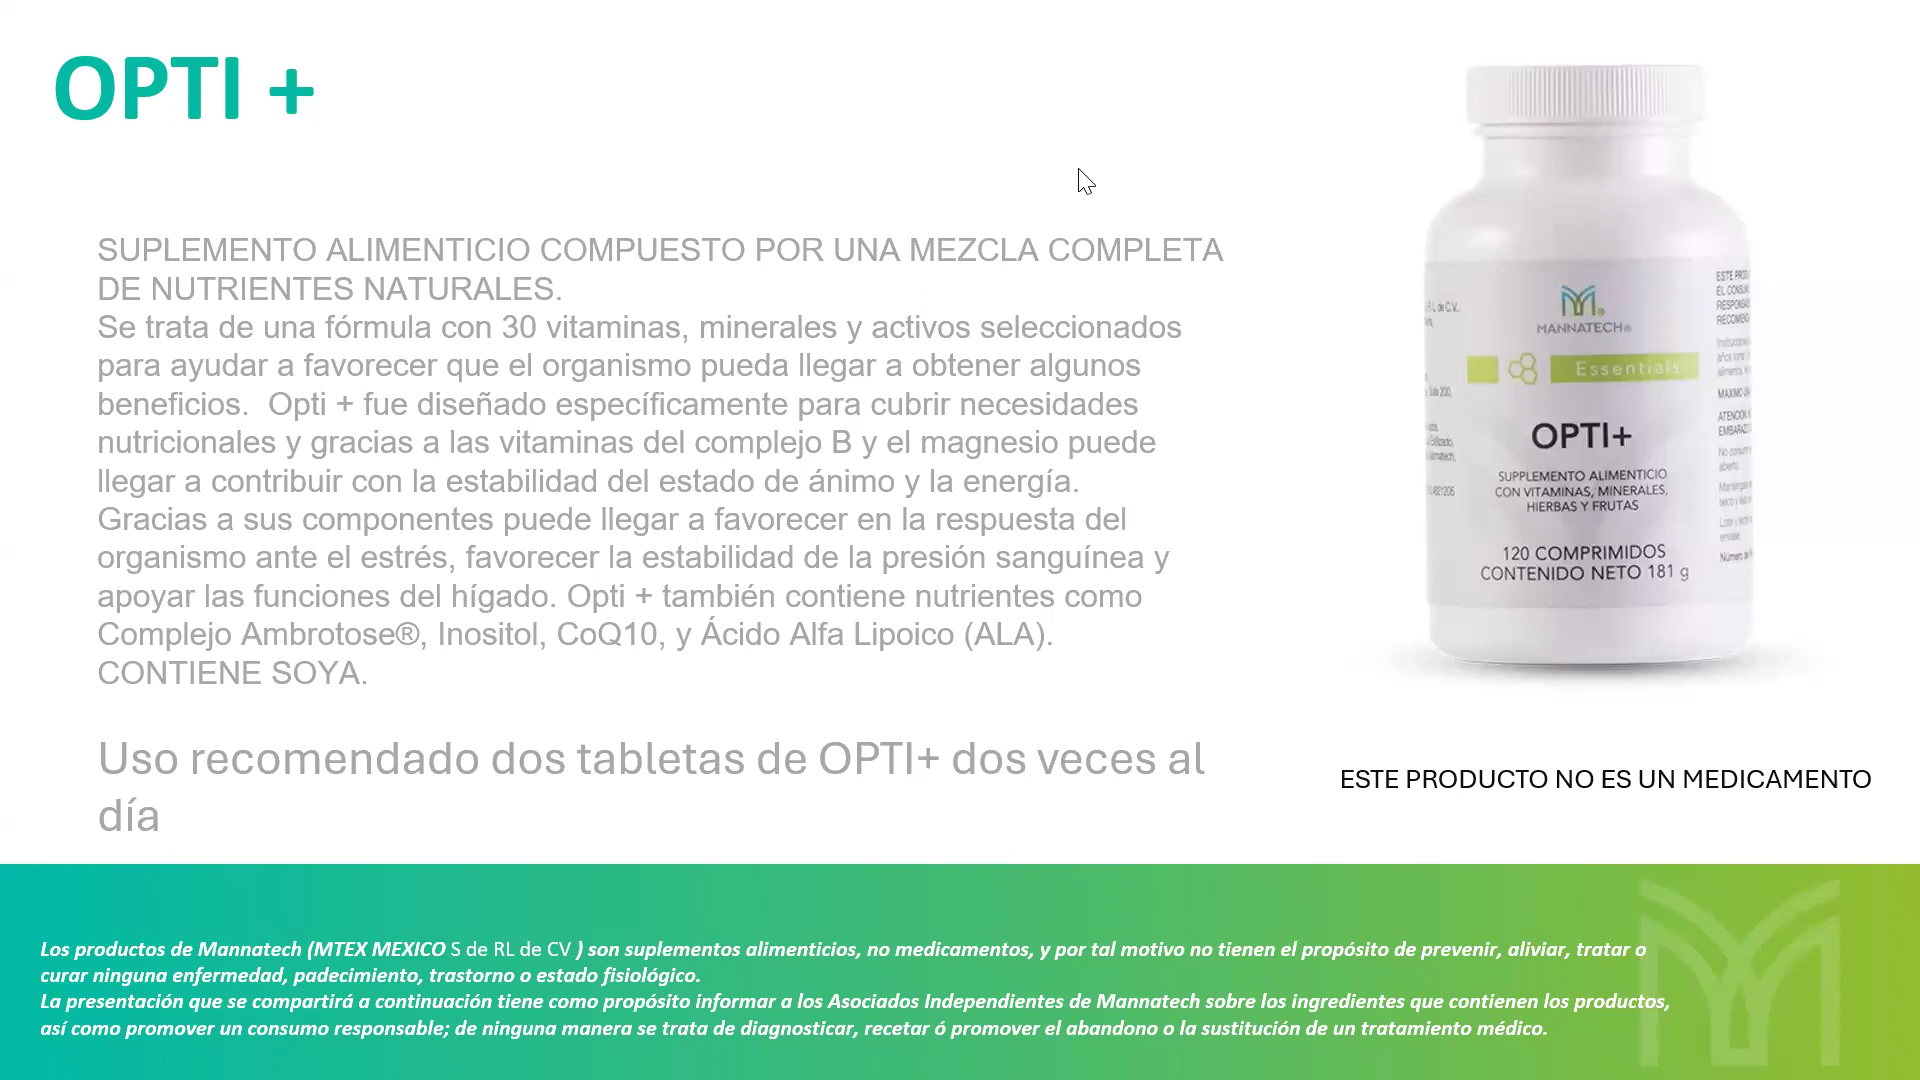 OPTI +
SUPLEMENTO ALIMENTICIO COMPUESTO POR UNA MEZCLA COMPLETA
DE NUTRIENTES NATURALES.
Se trata de una fórmula con 30 vitaminas, minerales y activos seleccionados
para ayudar a favorecer que el organismo pueda llegar a obtener algunos
beneficios.  Opti + fue diseñado específicamente para cubrir necesidades
nutricionales y gracias a las vitaminas del complejo B y el magnesio puede
llegar a contribuir con la estabilidad del estado de ánimo y la energía.
Gracias a sus componentes puede llegar a favorecer en la respuesta del
organismo ante el estrés, favorecer la estabilidad de la presión sanguínea y
apoyar las funciones del hígado. Opti + también contiene nutrientes como
Complejo Ambrotose®, Inositol, CoQ10, y Ácido Alfa Lipoico (ALA).
CONTIENE SOYA.
Uso recomendado dos tabletas de OPTI+ dos veces al
día
MANNATECH®
Essentials
OPTI+
SUPPLEMENTO ALIMENTICIO
CON VITAMINAS, MINERALES,
HIERBAS Y FRUTAS
120 COMPRIMIDOS
CONTENIDO NETO 181 g
ESTE PRODUCTO NO ES UN MEDICAMENTO
Los productos de Mannatech (MTEX MEXICO S de RL de CV ) son suplementos alimenticios, no medicamentos, y por tal motivo no tienen el propósito de prevenir, aliviar, tratar o
curar ninguna enfermedad, padecimiento, trastorno o estado fisiológico.
La presentación que se compartirá a continuación tiene como propósito informar a los Asociados Independientes de Mannatech sobre los ingredientes que contienen los productos,
así como promover un consumo responsable; de ninguna manera se trata de diagnosticar, recetar ó promover el abandono o la sustitución de un tratamiento médico.